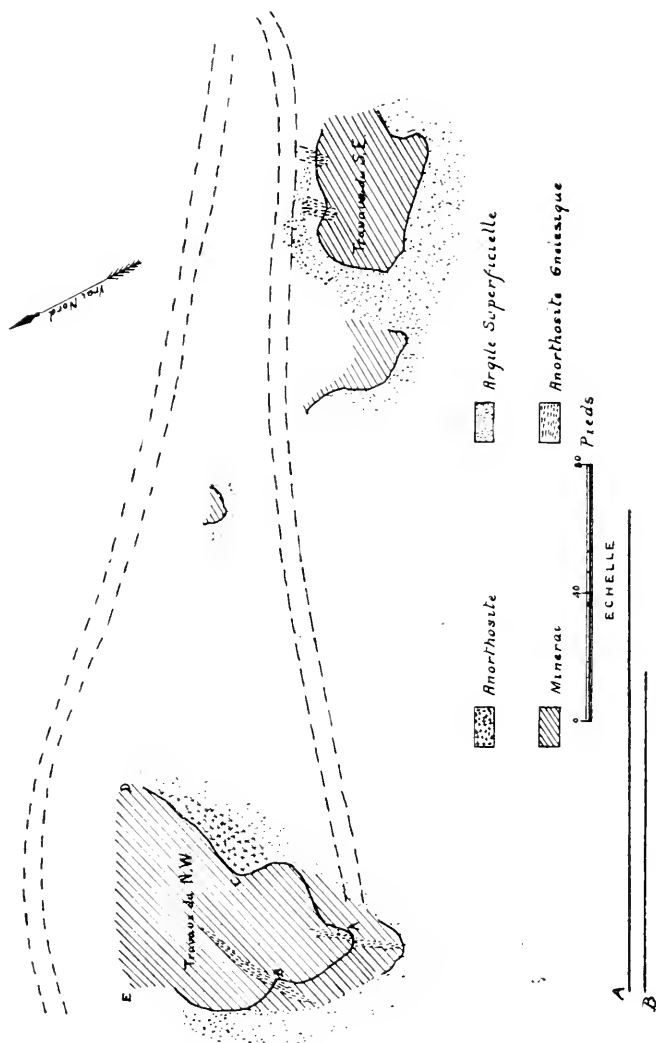 Vrai Nord
Travaux du N.W
E
D
C
B
A
Travaux du S.E.
Anorthosite
Argile Superficielle
Minerai
Anorthosite Gneissique
0 40 80 Pieds
ECHELLE
A
B